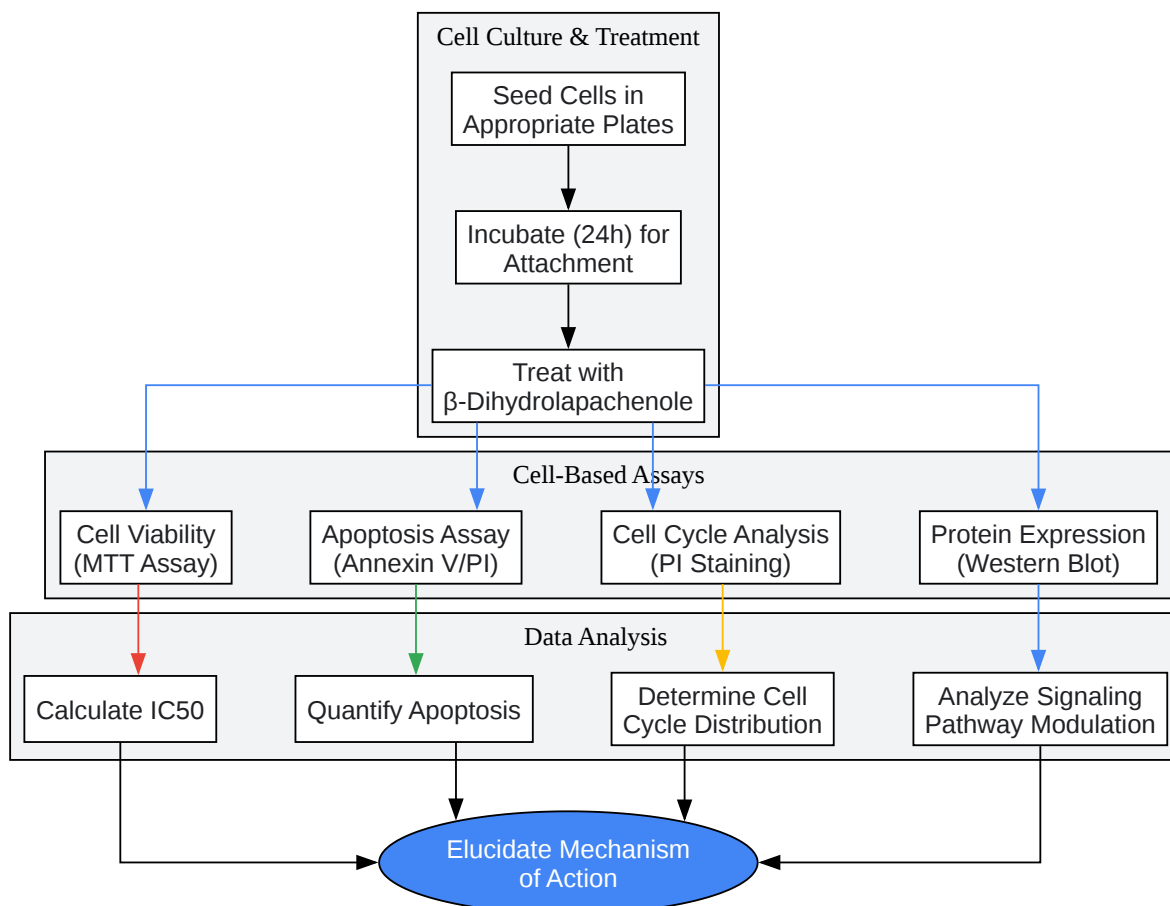 Cell Culture & Treatment
Seed Cells in
Appropriate Plates
Incubate (24h) for
Attachment
Treat with
β-Dihydrolapachenole
Cell-Based Assays
Cell Viability
(MTT Assay)
Apoptosis Assay
(Annexin V/PI)
Cell Cycle Analysis
(PI Staining)
Protein Expression
(Western Blot)
Data Analysis
Calculate IC50
Quantify Apoptosis
Determine Cell
Cycle Distribution
Analyze Signaling
Pathway Modulation
Elucidate Mechanism
of Action